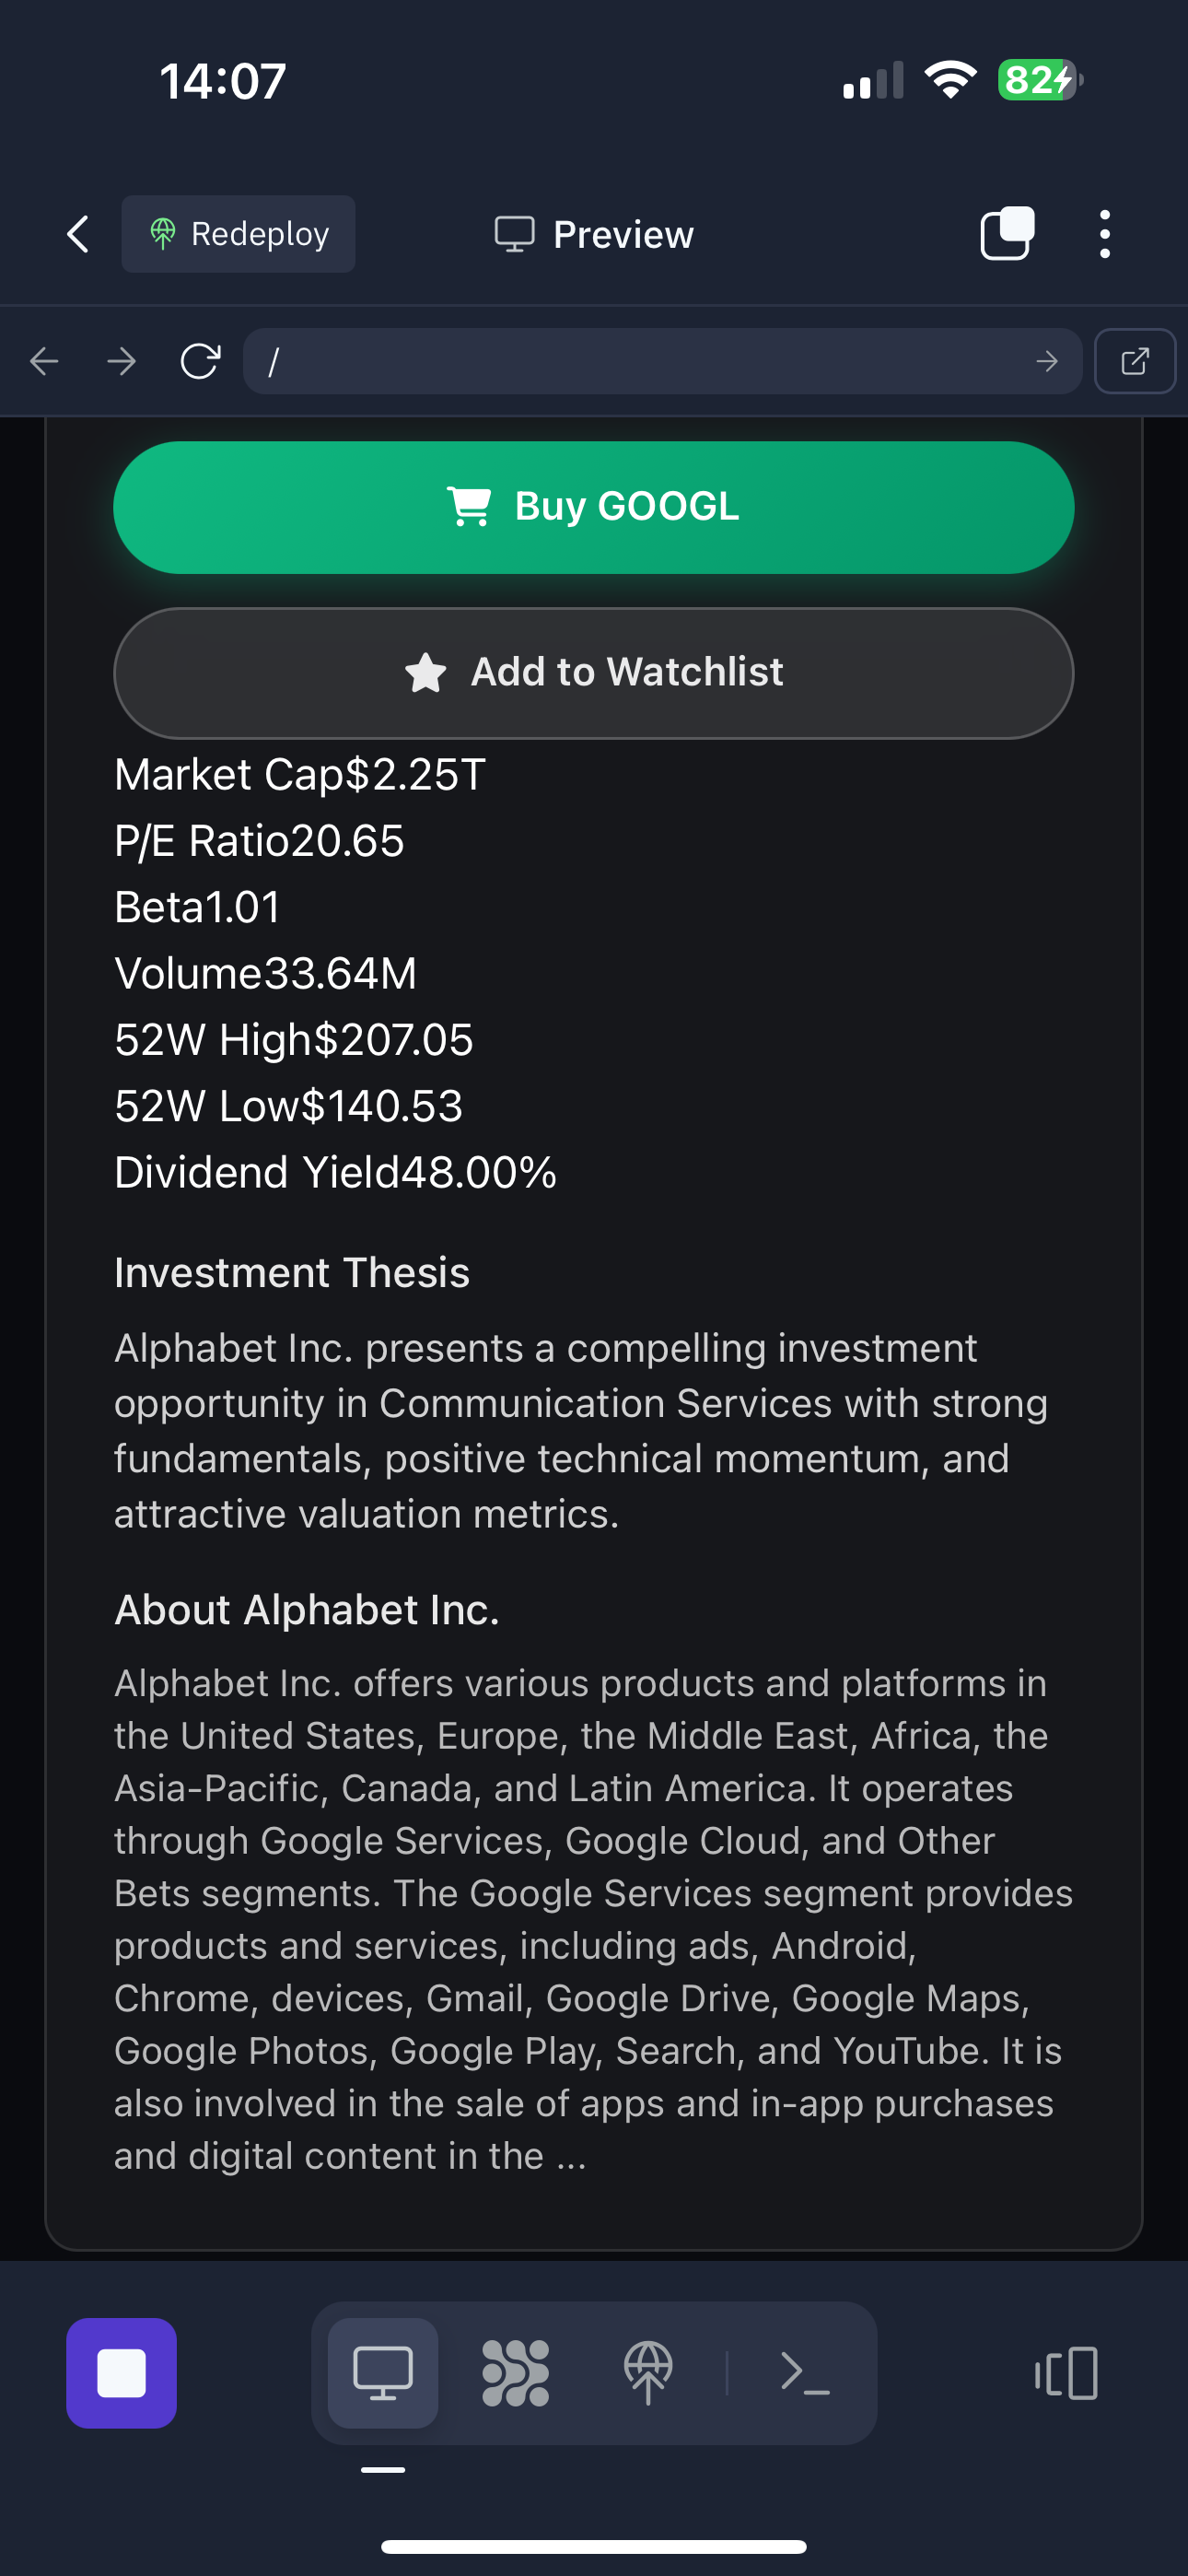 14:07
82
Redeploy
Preview
/
Buy GOOGL
Add to Watchlist
Market Cap$2.25T
P/E Ratio20.65
Beta1.01
Volume33.64M
52W High$207.05
52W Low$140.53
Dividend Yield48.00%
Investment Thesis
Alphabet Inc. presents a compelling investment
opportunity in Communication Services with strong
fundamentals, positive technical momentum, and
attractive valuation metrics.
About Alphabet Inc.
Alphabet Inc. offers various products and platforms in
the United States, Europe, the Middle East, Africa, the
Asia-Pacific, Canada, and Latin America. It operates
through Google Services, Google Cloud, and Other
Bets segments. The Google Services segment provides
products and services, including ads, Android,
Chrome, devices, Gmail, Google Drive, Google Maps,
Google Photos, Google Play, Search, and YouTube. It is
also involved in the sale of apps and in-app purchases
and digital content in the ...